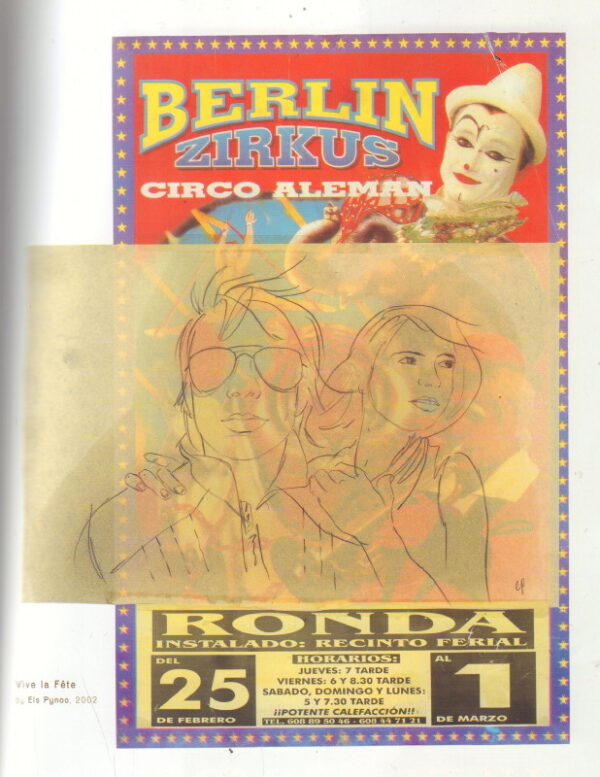 BERLIN
ZIRKUS
CIRCO ALEMAN
RONDA
INSTALADO: RECINTO FERIAL
DEL
25
DE FEBRERO
HORARIOS:
JUEVES: 7 TARDE
VIERNES: 6 Y 8.30 TARDE
SABADO, DOMINGO Y LUNES:
5 Y 7.30 TARDE
¡¡POTENTE CALEFACCIÓN!!
TEL. 608 89 50 46 - 608 44 71 21
AL
1
DE MARZO
Vive la Fête
by Els Pynoo, 2002